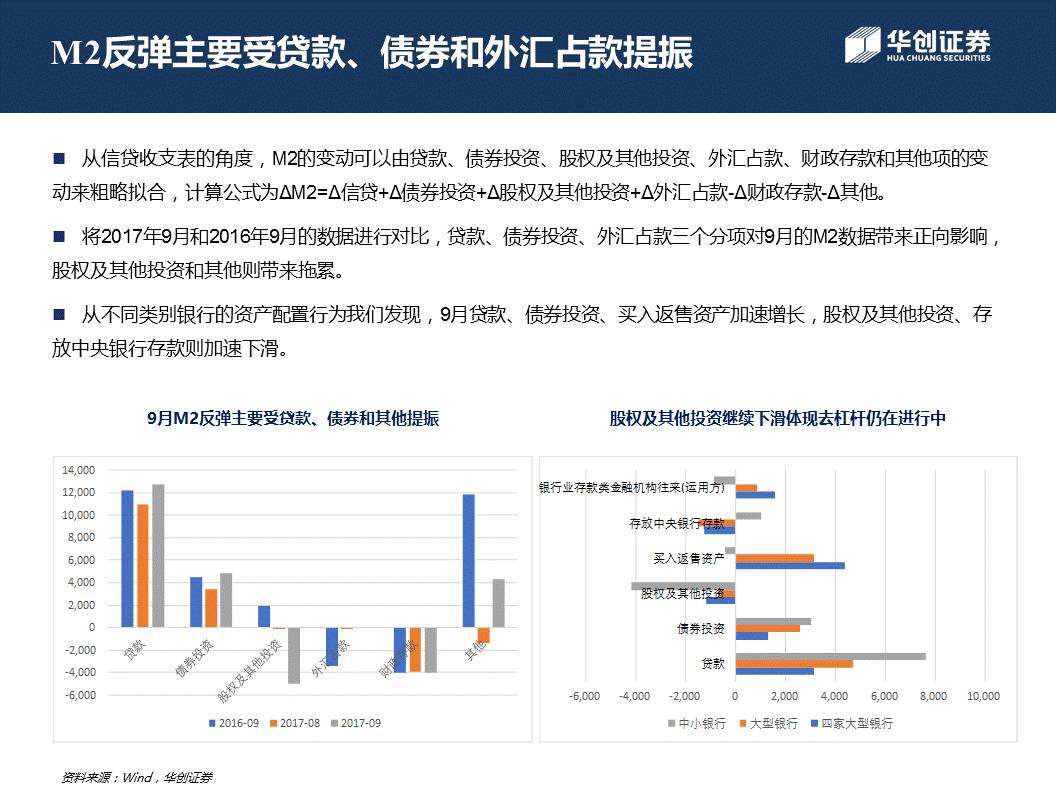 M2反弹主要受贷款、债券和外汇占款提振
华创证券
HUA CHUANG SECURITIES
■ 从信贷收支表的角度，M2的变动可以由贷款、债券投资、股权及其他投资、外汇占款、财政存款和其他项的变
动来粗略拟合，计算公式为ΔM2=Δ信贷+Δ债券投资+Δ股权及其他投资+Δ外汇占款-Δ财政存款-Δ其他。
■ 将2017年9月和2016年9月的数据进行对比，贷款、债券投资、外汇占款三个分项对9月的M2数据带来正向影响，
股权及其他投资和其他则带来拖累。
■ 从不同类别银行的资产配置行为我们发现，9月贷款、债券投资、买入返售资产加速增长，股权及其他投资、存
放中央银行存款则加速下滑。
9月M2反弹主要受贷款、债券和其他提振
14,000
12,000
10,000
8,000
6,000
4,000
2,000
0
-2,000
-4,000
-6,000
贷款
债券投资
股权及其他投资
外汇占款
财政存款
其他
2016-09 2017-08 2017-09
股权及其他投资继续下滑体现去杠杆仍在进行中
银行业存款类金融机构往来(运用方)
存放中央银行存款
买入返售资产
股权及其他投资
债券投资
贷款
-6,000 -4,000 -2,000 0 2,000 4,000 6,000 8,000 10,000
中小银行 大型银行 四家大型银行
资料来源：Wind，华创证券